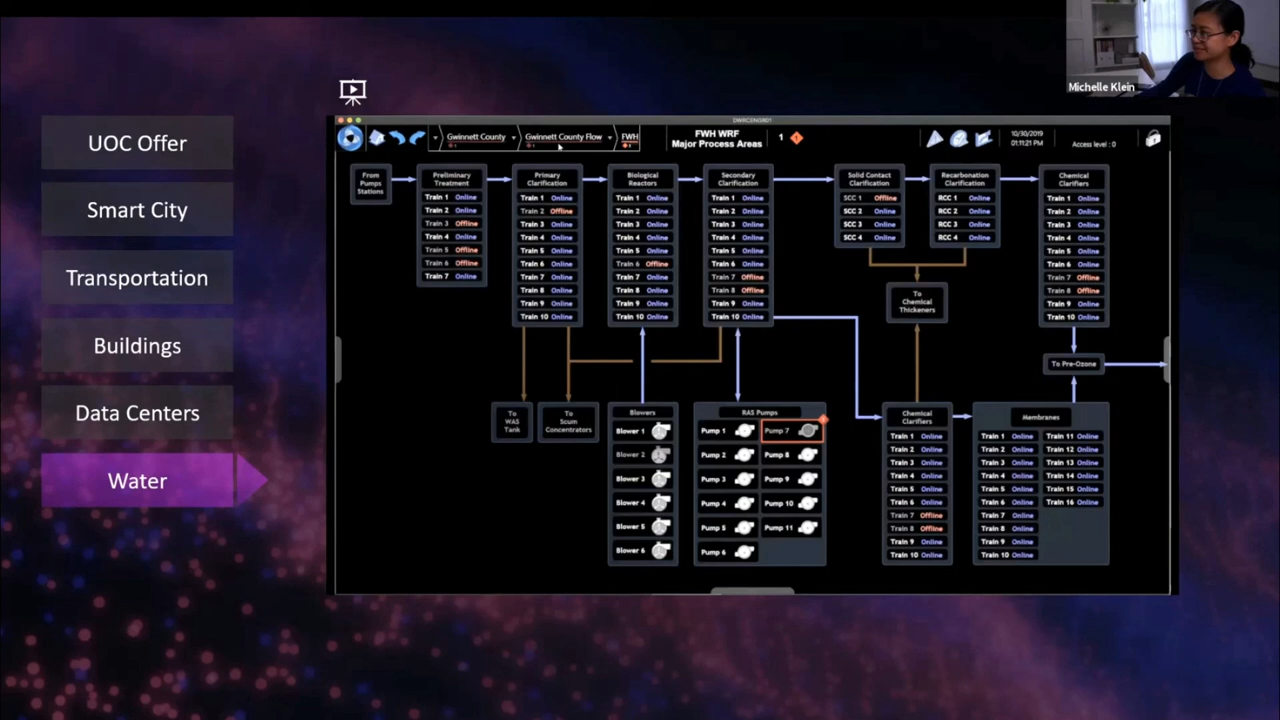 Michelle Klein
UOC Offer
Smart City
Transportation
Buildings
Data Centers
Water
DWRCENSR01
Gwinnett County
Gwinnett County Flow
FWH
FWH WRF
Major Process Areas
1
10/30/2019
01:11:21 PM
Access level : 0
From
Pumps
Stations
Preliminary
Treatment
Train 1 Online
Train 2 Online
Train 3 Offline
Train 4 Online
Train 5 Offline
Train 6 Offline
Train 7 Online
Primary
Clarification
Train 1 Online
Train 2 Offline
Train 3 Online
Train 4 Online
Train 5 Online
Train 6 Online
Train 7 Online
Train 8 Online
Train 9 Online
Train 10 Online
Biological
Reactors
Train 1 Online
Train 2 Online
Train 3 Online
Train 4 Online
Train 5 Online
Train 6 Offline
Train 7 Online
Train 8 Online
Train 9 Online
Train 10 Online
Secondary
Clarification
Train 1 Online
Train 2 Online
Train 3 Online
Train 4 Online
Train 5 Online
Train 6 Online
Train 7 Offline
Train 8 Offline
Train 9 Online
Train 10 Online
Solid Contact
Clarification
SCC 1 Offline
SCC 2 Online
SCC 3 Online
SCC 4 Online
Recarbonation
Clarification
RCC 1 Online
RCC 2 Online
RCC 3 Online
RCC 4 Online
Chemical
Clarifiers
Train 1 Online
Train 2 Online
Train 3 Online
Train 4 Online
Train 5 Online
Train 6 Online
Train 7 Offline
Train 8 Offline
Train 9 Online
Train 10 Online
To
Chemical
Thickeners
To Pre-Ozone
To
WAS
Tank
To
Scum
Concentrators
Blowers
Blower 1
Blower 2
Blower 3
Blower 4
Blower 5
Blower 6
RAS Pumps
Pump 1 Pump 7
Pump 2 Pump 8
Pump 3 Pump 9
Pump 4 Pump 10
Pump 5 Pump 11
Pump 6
Chemical
Clarifiers
Train 1 Online
Train 2 Online
Train 3 Online
Train 4 Online
Train 5 Online
Train 6 Online
Train 7 Offline
Train 8 Offline
Train 9 Online
Train 10 Online
Membranes
Train 1 Online Train 11 Online
Train 2 Online Train 12 Online
Train 3 Online Train 13 Online
Train 4 Online Train 14 Online
Train 5 Online Train 15 Online
Train 6 Online Train 16 Online
Train 7 Online
Train 8 Online
Train 9 Online
Train 10 Online